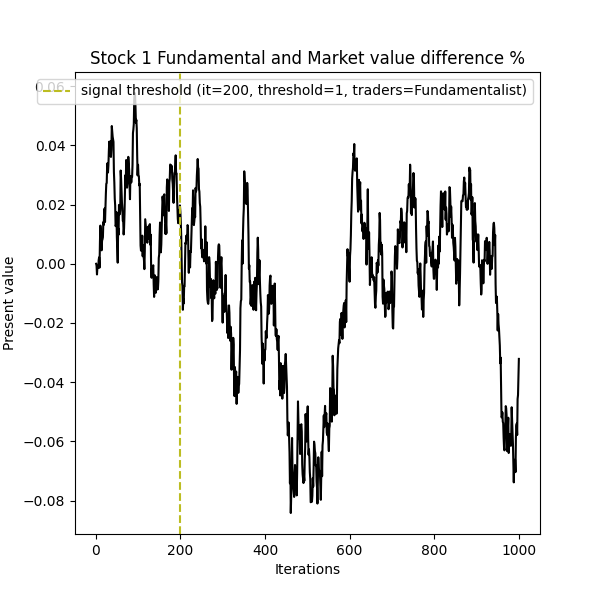 Stock 1 Fundamental and Market value difference %
signal threshold (it=200, threshold=1, traders=Fundamentalist)
0.06
0.04
0.02
0.00
−0.02
−0.04
−0.06
−0.08
Present value
0 200 400 600 800 1000
Iterations